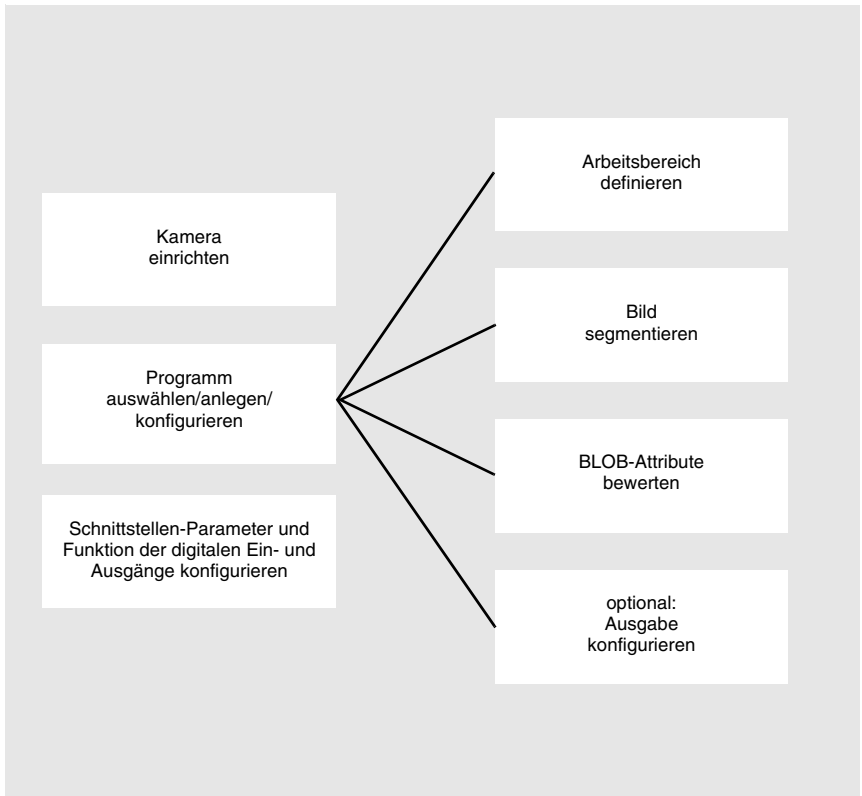 Kamera
einrichten
Programm
auswählen/anlegen/
konfigurieren
Schnittstellen-Parameter und
Funktion der digitalen Ein- und
Ausgänge konfigurieren
Arbeitsbereich
definieren
Bild
segmentieren
BLOB-Attribute
bewerten
optional:
Ausgabe
konfigurieren